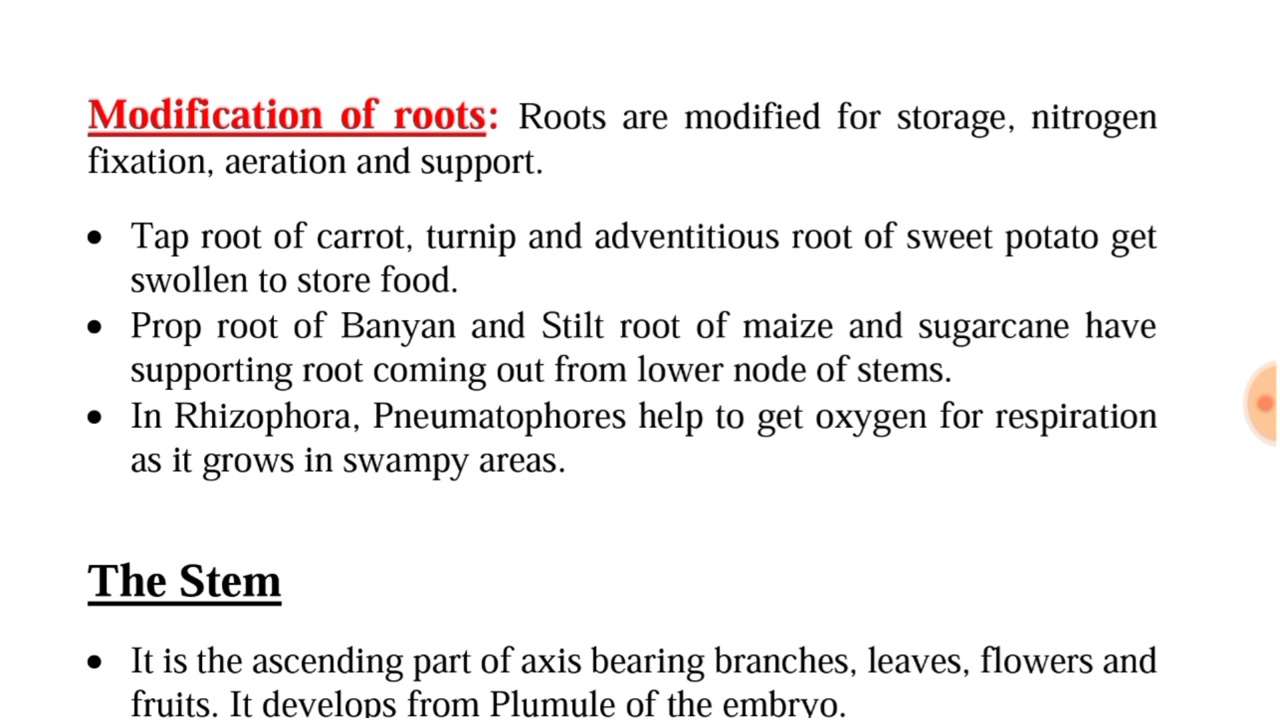 Modification of roots: Roots are modified for storage, nitrogen
fixation, aeration and support.
• Tap root of carrot, turnip and adventitious root of sweet potato get
swollen to store food.
• Prop root of Banyan and Stilt root of maize and sugarcane have
supporting root coming out from lower node of stems.
• In Rhizophora, Pneumatophores help to get oxygen for respiration
as it grows in swampy areas.
The Stem
• It is the ascending part of axis bearing branches, leaves, flowers and
fruits. It develops from Plumule of the embryo.